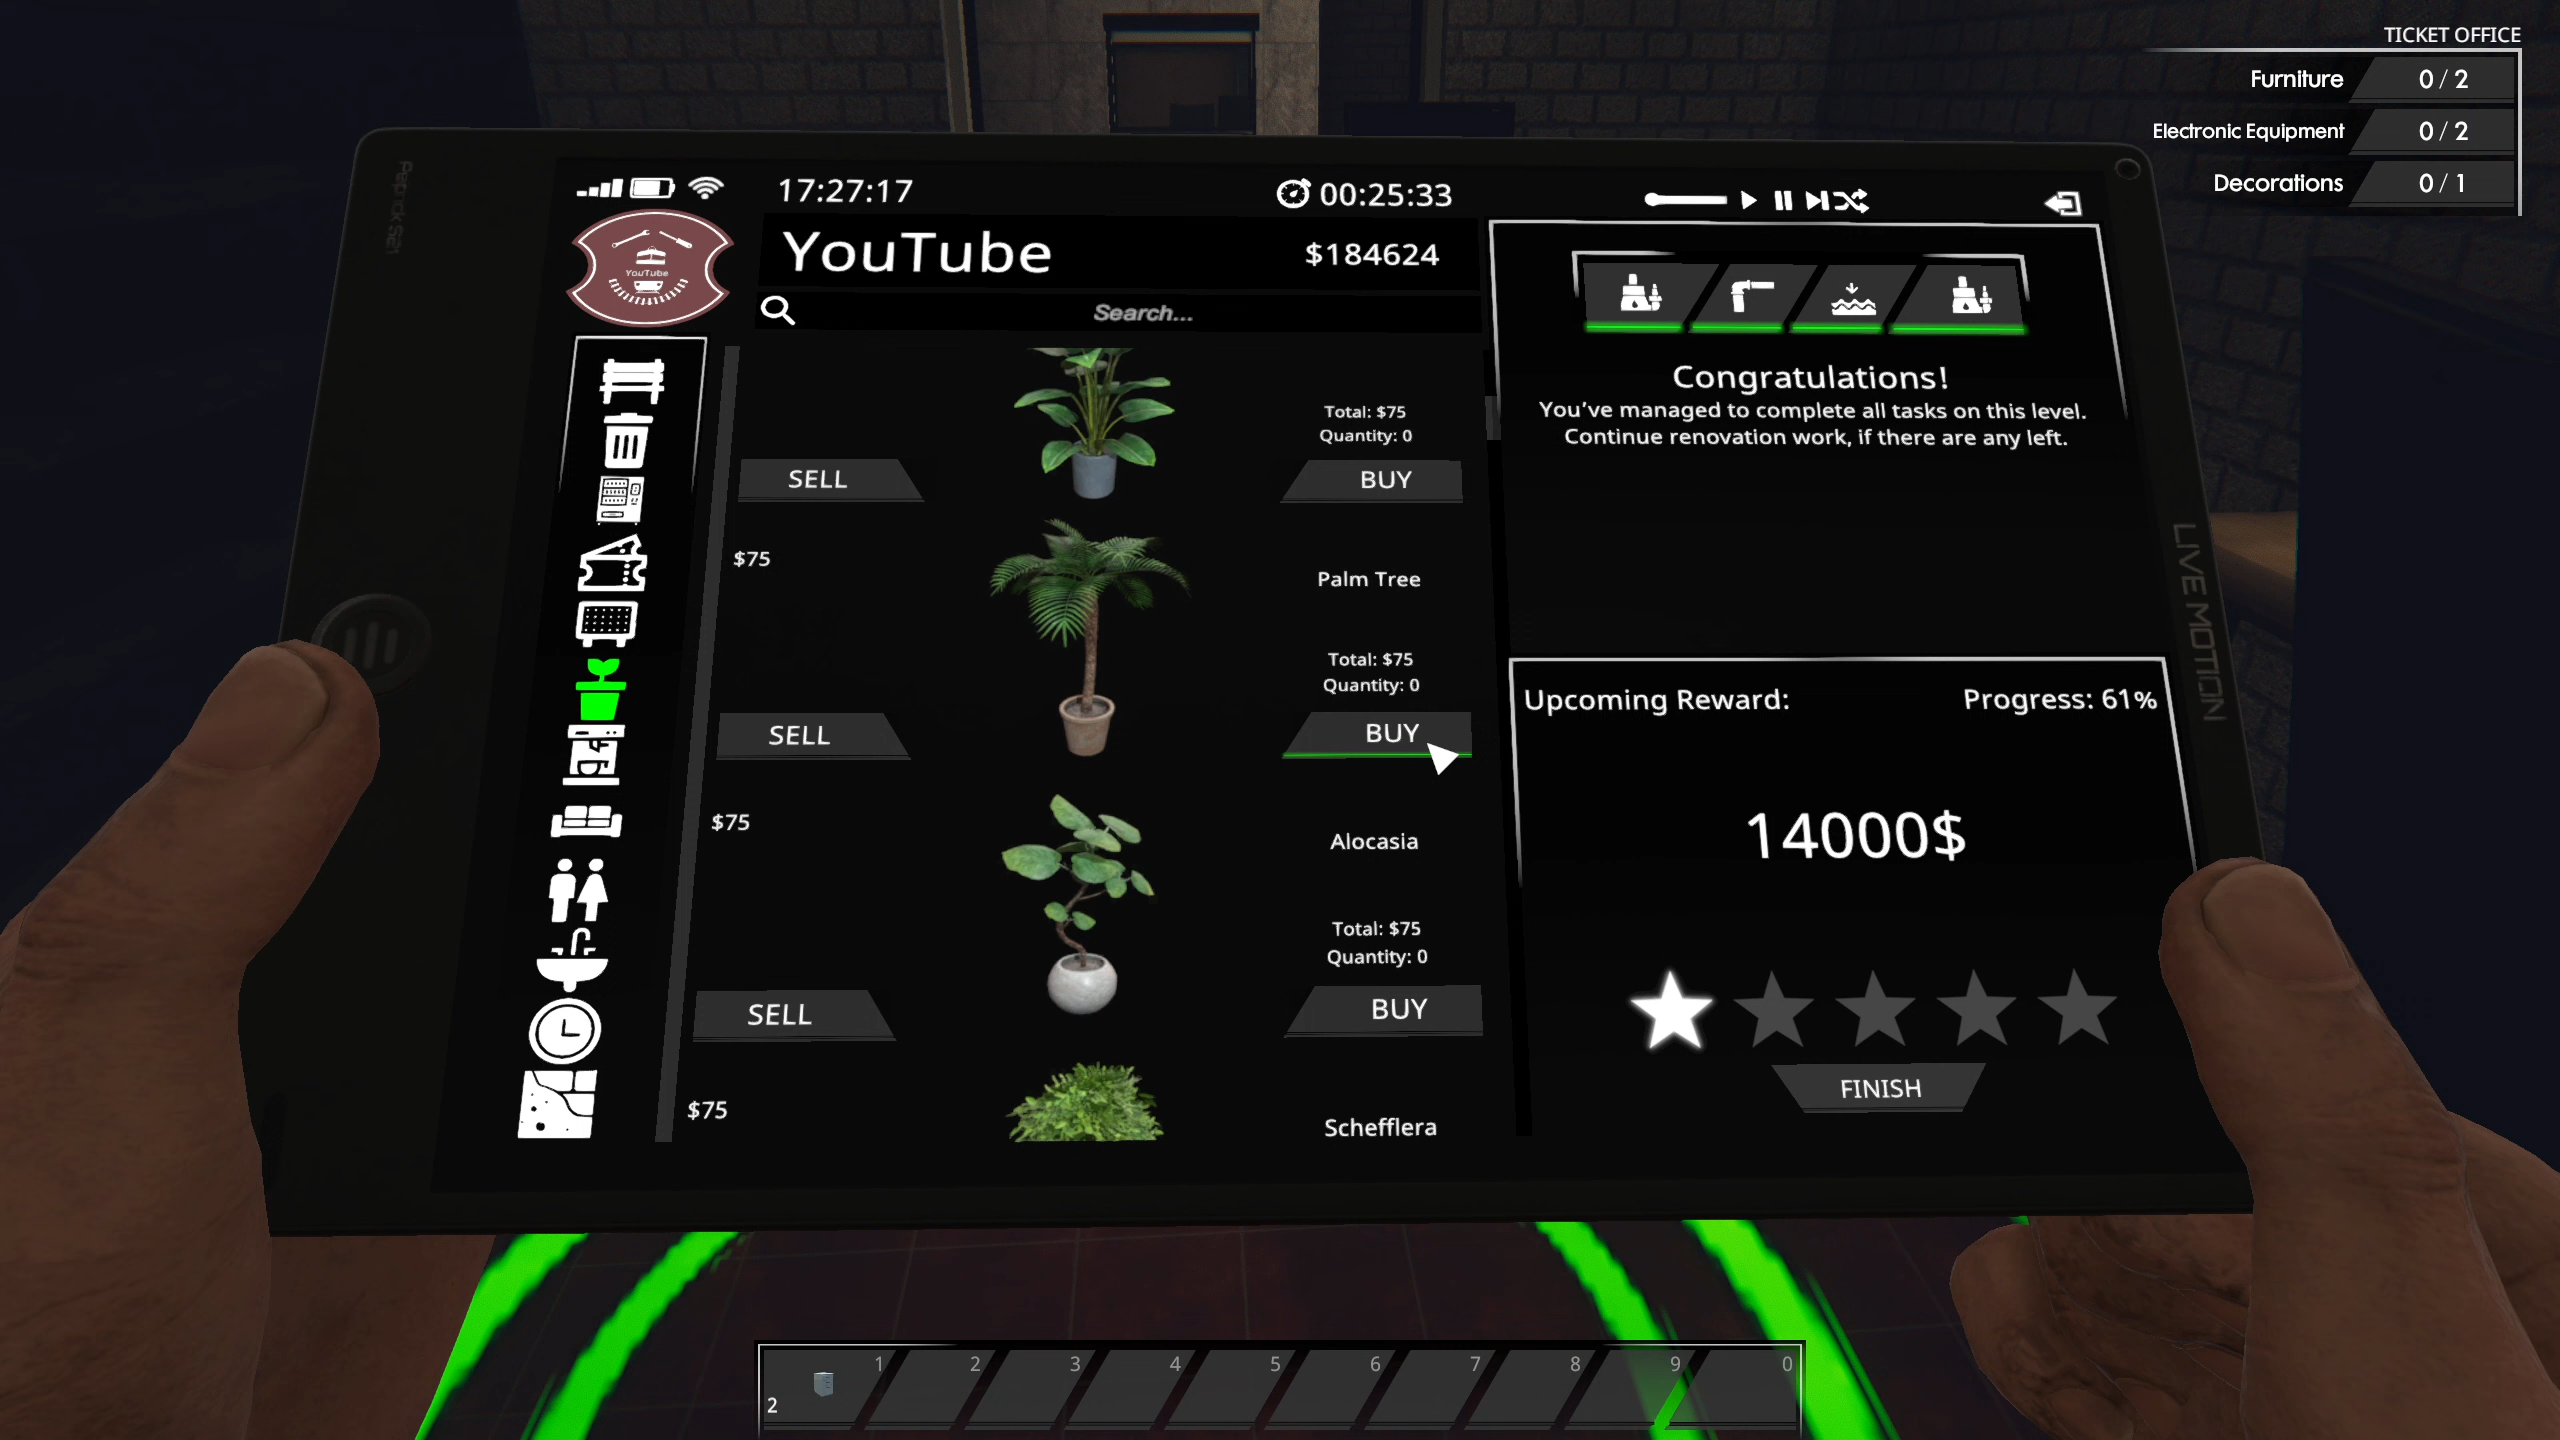 TICKET OFFICE
Furniture 0 / 2
Electronic Equipment 0 / 2
Decorations 0 / 1
17:27:17
00:25:33
YouTube
YouTube
$184624
Search...
Total: $75
Quantity: 0
SELL
BUY
$75
Palm Tree
Total: $75
Quantity: 0
SELL
BUY
$75
Alocasia
Total: $75
Quantity: 0
SELL
BUY
$75
Schefflera
Congratulations!
You've managed to complete all tasks on this level.
Continue renovation work, if there are any left.
Upcoming Reward:
Progress: 61%
14000$
FINISH
LIVE MOTION
1 2 3 4 5 6 7 8 9 0
2